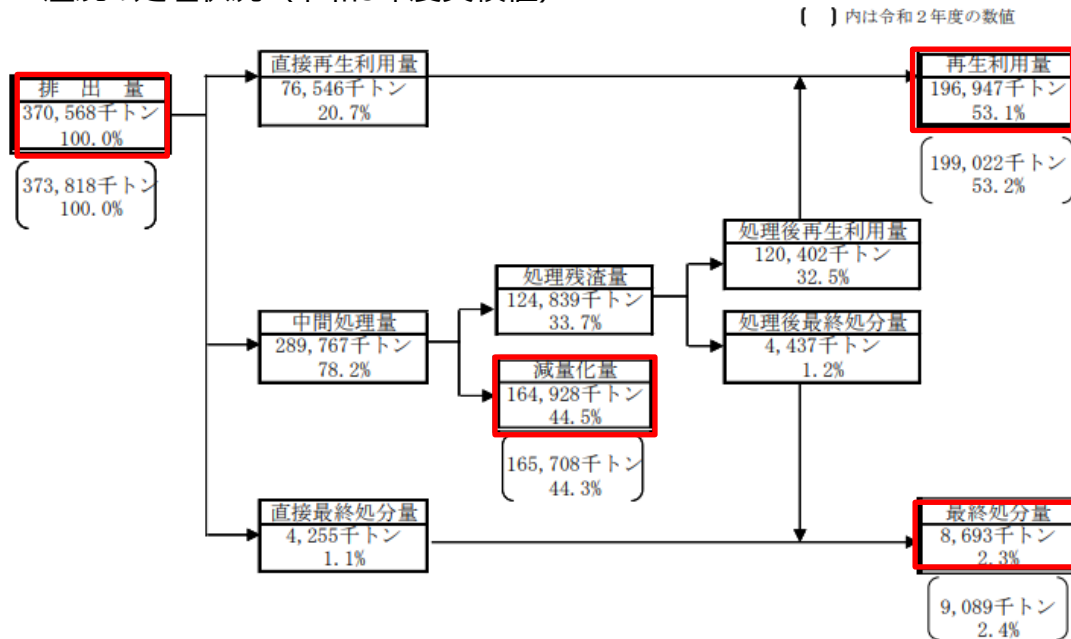 〔 〕内は令和２年度の数値
排 出 量
370,568千トン
100.0%
373,818千トン
100.0%
直接再生利用量
76,546千トン
20.7%
再生利用量
196,947千トン
53.1%
199,022千トン
53.2%
中間処理量
289,767千トン
78.2%
処理残渣量
124,839千トン
33.7%
減量化量
164,928千トン
44.5%
165,708千トン
44.3%
処理後再生利用量
120,402千トン
32.5%
処理後最終処分量
4,437千トン
1.2%
直接最終処分量
4,255千トン
1.1%
最終処分量
8,693千トン
2.3%
9,089千トン
2.4%